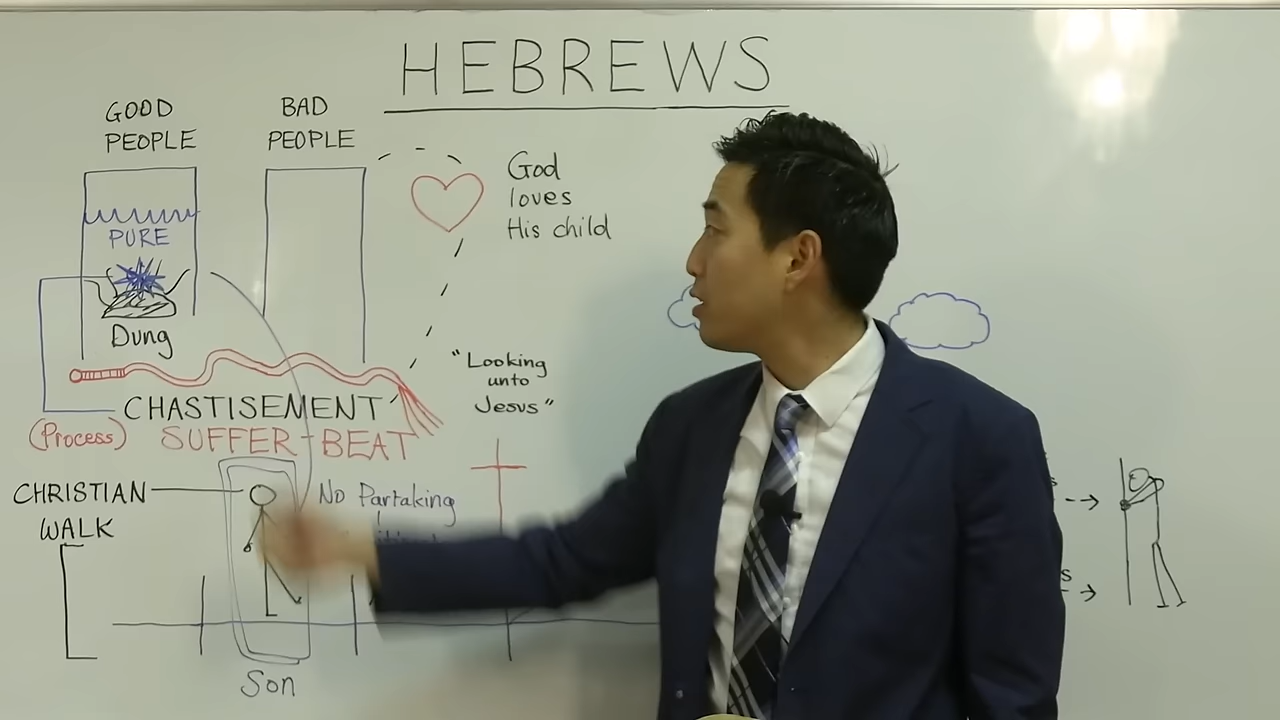 HEBREWS
GOOD
PEOPLE
BAD
PEOPLE
God
loves
His child
PURE
Dung
"Looking
unto
Jesus"
CHASTISEMENT
(Process)
SUFFER-BEAT
CHRISTIAN
WALK
No Partaking
Son